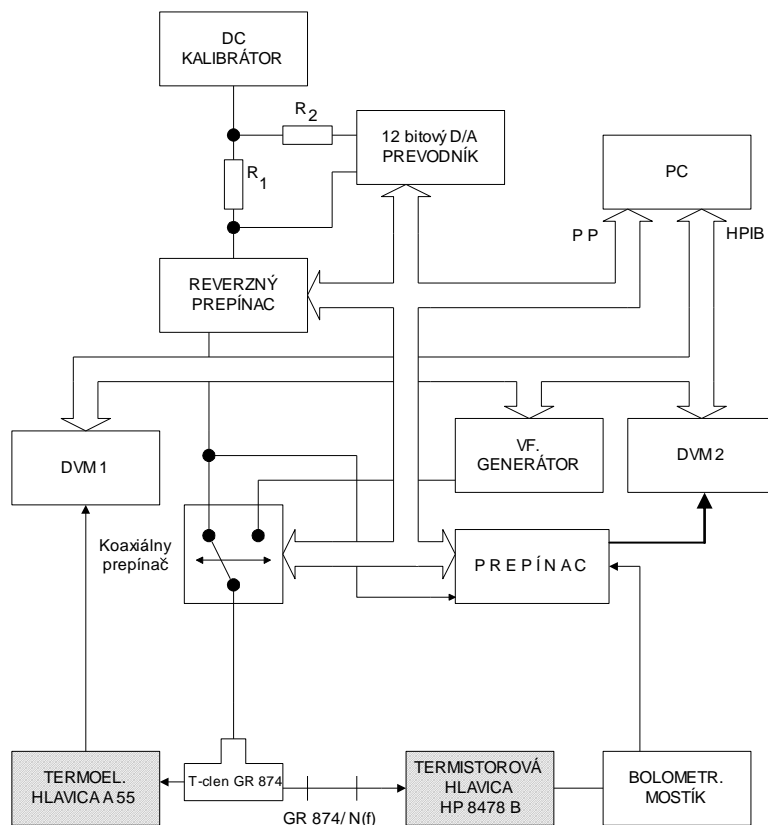 DC
KALIBRÁTOR
R2
12 bitový D/A
PREVODNÍK
PC
R1
P P
HPIB
REVERZNÝ
PREPÍNAC
DVM 1
VF.
GENERÁTOR
DVM 2
Koaxiálny
prepínač
P R E P Í N A C
TERMOEL.
HLAVICA A 55
T-clen GR 874
GR 874/ N(f)
TERMISTOROVÁ
HLAVICA
HP 8478 B
BOLOMETR.
MOSTÍK